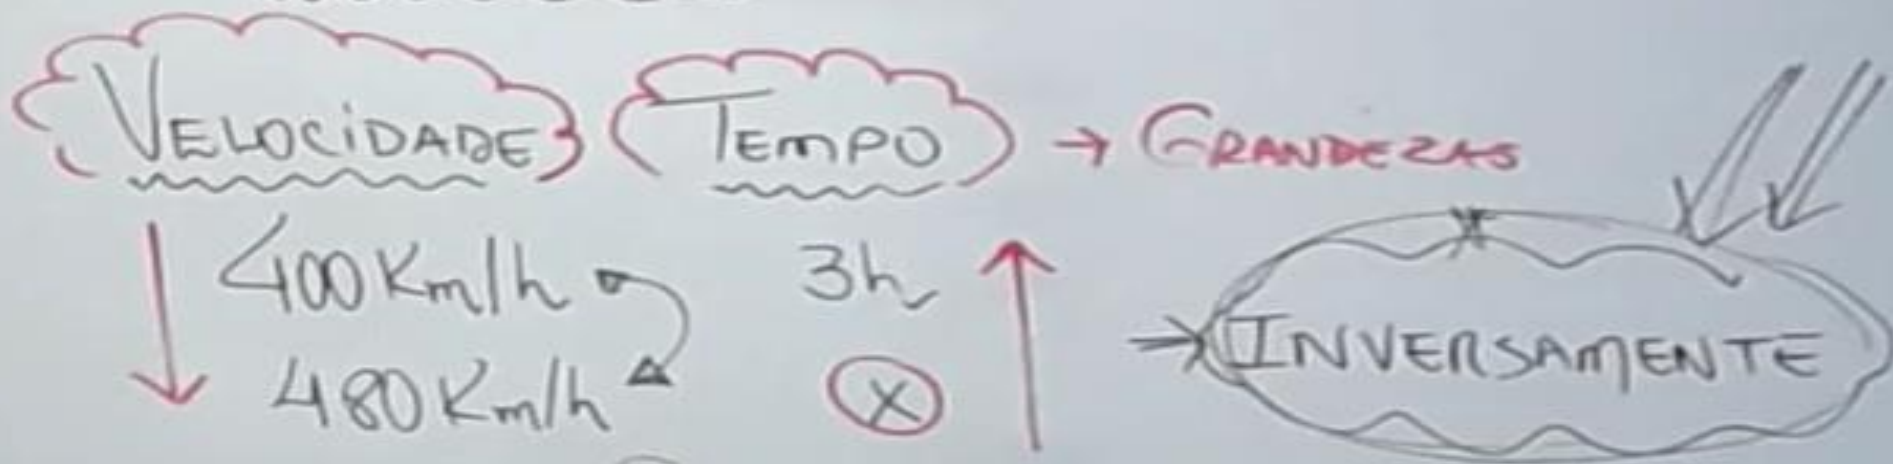 VELOCIDADE TEMPO → GRANDEZAS
400 Km/h 3h
→ INVERSAMENTE
480 Km/h X